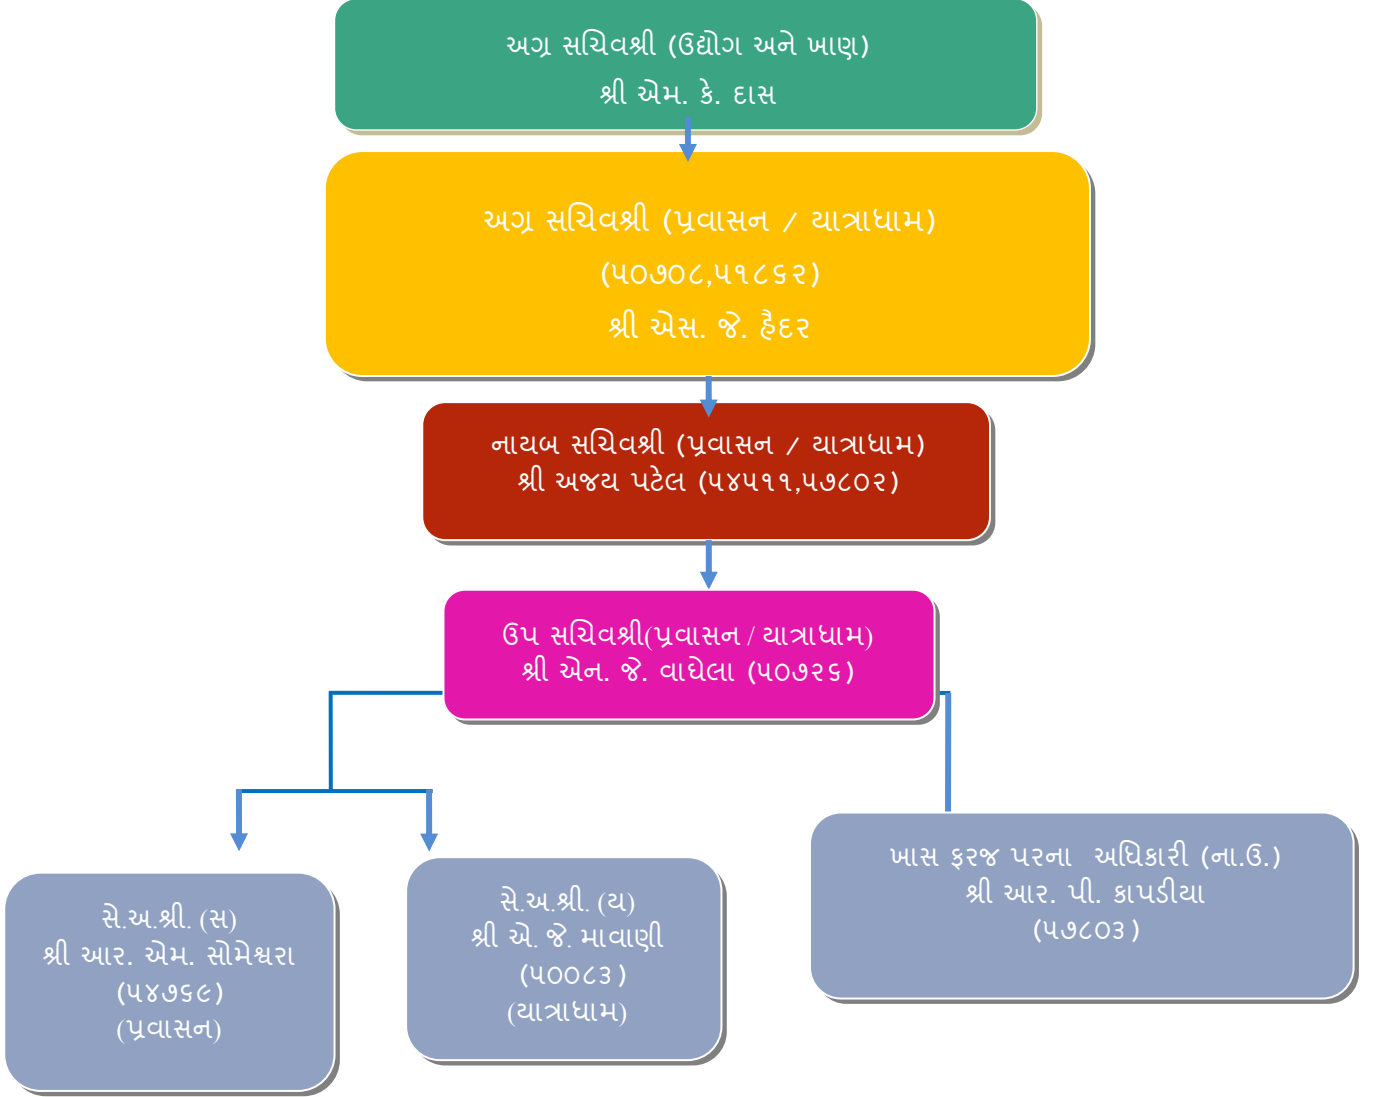 અગ્ર સચિવશ્રી (ઉદ્યોગ અને ખાણ)
શ્રી એમ. કે. દાસ
અગ્ર સચિવશ્રી (પ્રવાસન / યાત્રાધામ)
(૫૦૭૦૮,૫૧૮૬૨)
શ્રી એસ. જે. હૈદર
નાયબ સચિવશ્રી (પ્રવાસન / યાત્રાધામ)
શ્રી અજય પટેલ (૫૪૫૧૧,૫૭૮૦૨)
ઉપ સચિવશ્રી(પ્રવાસન / યાત્રાધામ)
શ્રી એન. જે. વાઘેલા (૫૦૭૨૬)
સે.અ.શ્રી. (સ)
શ્રી આર. એમ. સોમેશ્વરા
(૫૪૭૬૯)
(પ્રવાસન)
સે.અ.શ્રી. (ય)
શ્રી એ. જે. માવાણી
(૫૦૦૮૩)
(યાત્રાધામ)
ખાસ ફરજ પરના અધિકારી (ના.ઉ.)
શ્રી આર. પી. કાપડીયા
(૫૭૮૦૩)